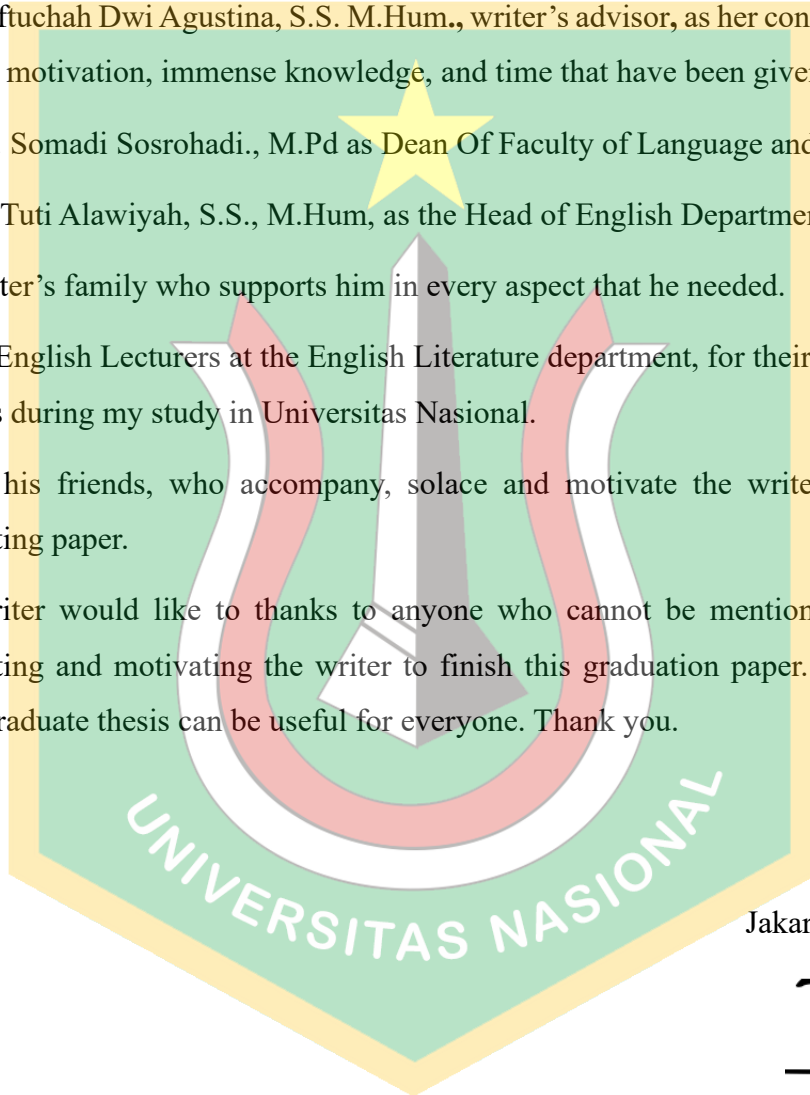 ftuchah Dwi Agustina, S.S. M.Hum., writer’s advisor, as her con
motivation, immense knowledge, and time that have been give
Somadi Sosrohadi., M.Pd as Dean Of Faculty of Language and
Tuti Alawiyah, S.S., M.Hum, as the Head of English Departme
ter’s family who supports him in every aspect that he needed.
English Lecturers at the English Literature department, for their
s during my study in Universitas Nasional.
his friends, who accompany, solace and motivate the write
ting paper.
riter would like to thanks to anyone who cannot be mention
ting and motivating the writer to finish this graduation paper.
raduate thesis can be useful for everyone. Thank you.
UNIVERSITAS NASIONAL
Jakar